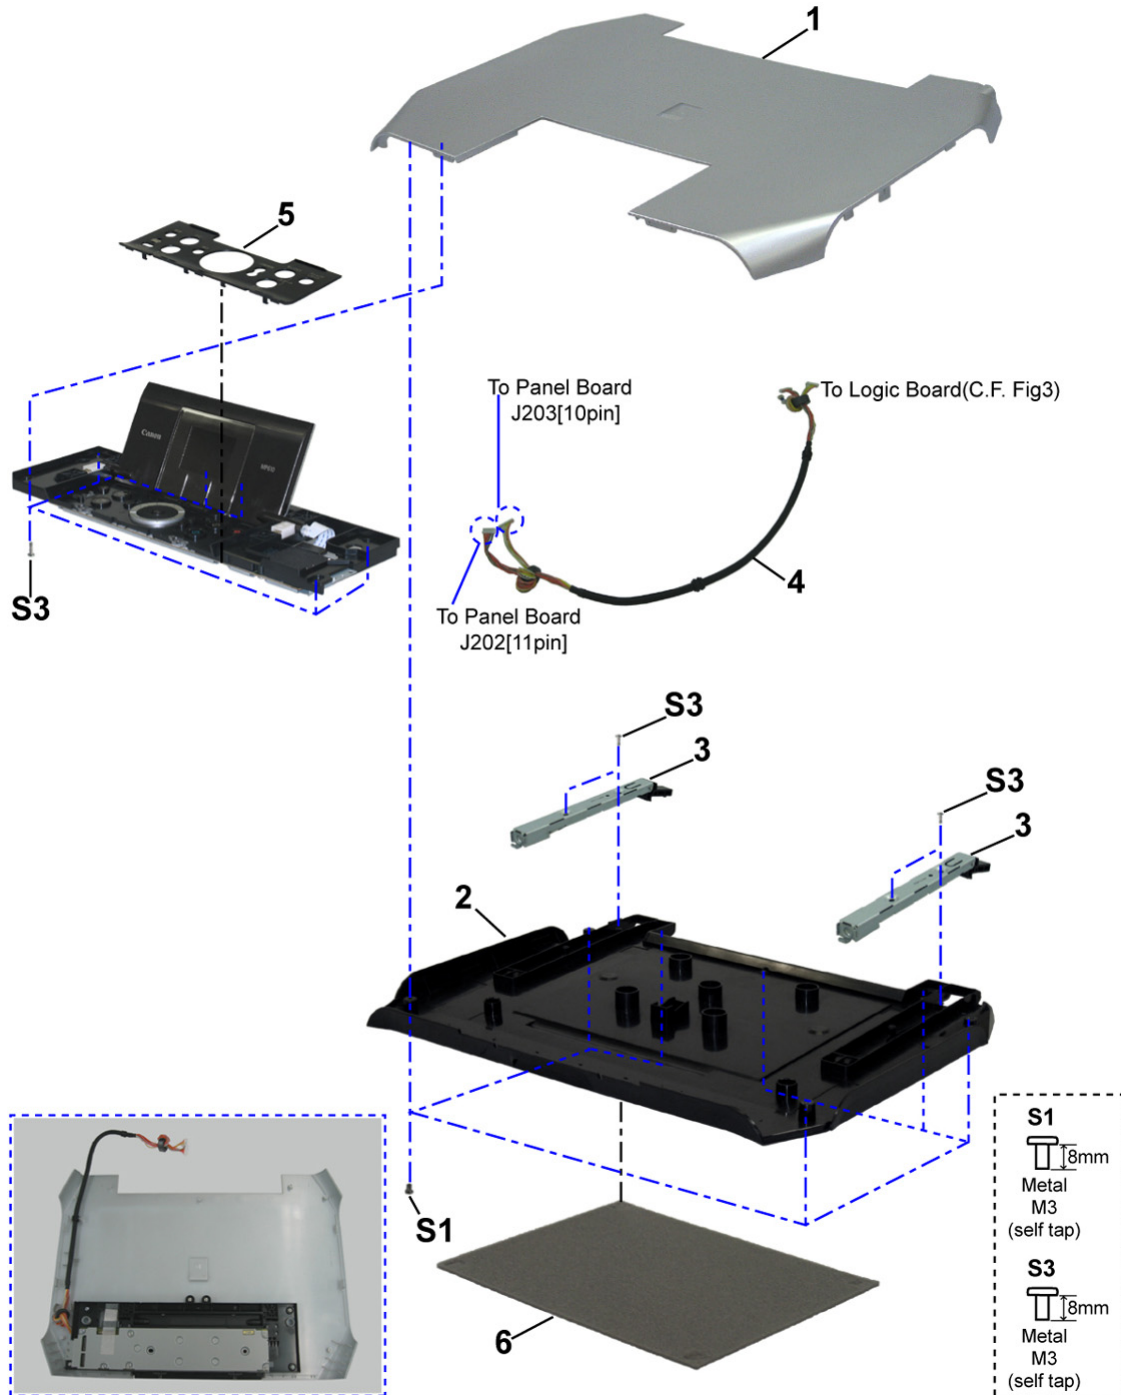 1
5
To Panel Board
J203[10pin]
To Logic Board(C.F. Fig3)
Canon
S3
4
To Panel Board
J202[11pin]
S3
3
S3
3
2
S1
6
S1
8mm
Metal
M3
(self tap)
S3
8mm
Metal
M3
(self tap)